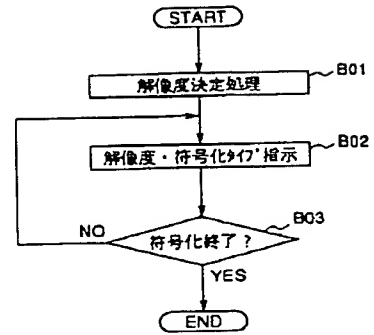 START
解像度決定処理
B01
解像度・符号化タイプ指示
B02
符号化終了?
B03
NO
YES
END